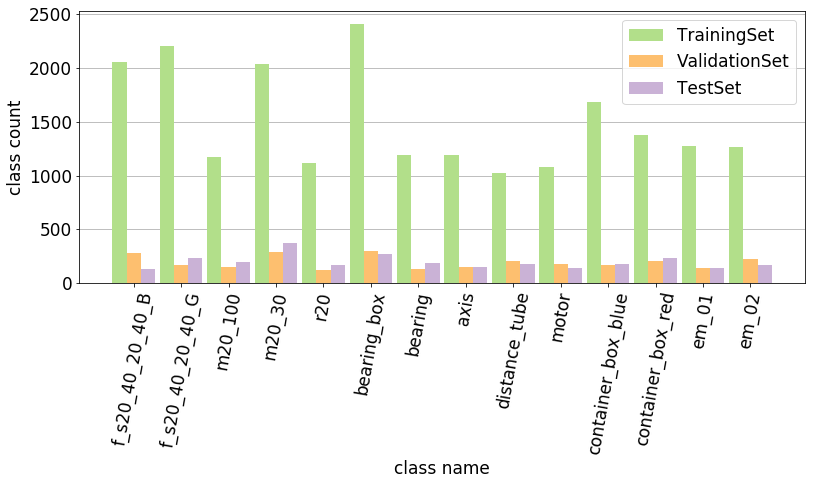 2500
2000
1500
1000
500
0
class count
TrainingSet
ValidationSet
TestSet
f_s20_40_20_40_B
f_s20_40_20_40_G
m20_100
m20_30
r20
bearing_box
bearing
axis
distance_tube
motor
container_box_blue
container_box_red
em_01
em_02
class name